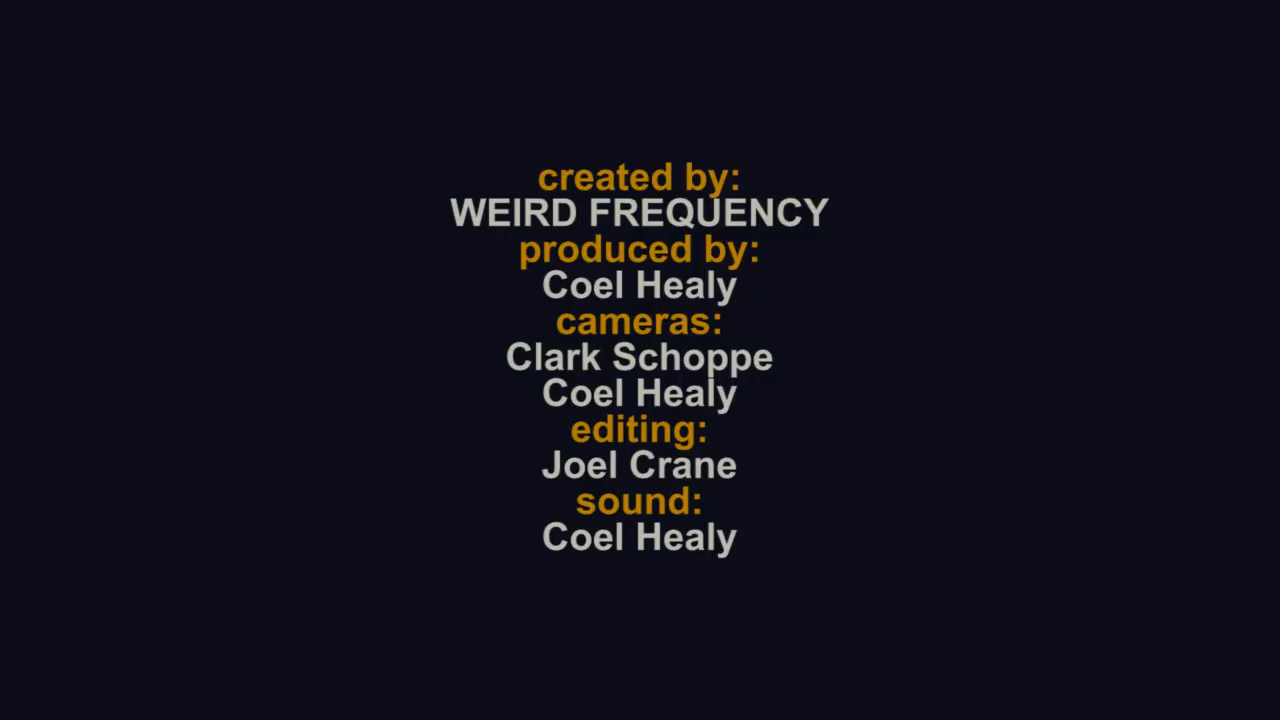 created by:
WEIRD FREQUENCY
produced by:
Coel Healy
cameras:
Clark Schoppe
Coel Healy
editing:
Joel Crane
sound:
Coel Healy